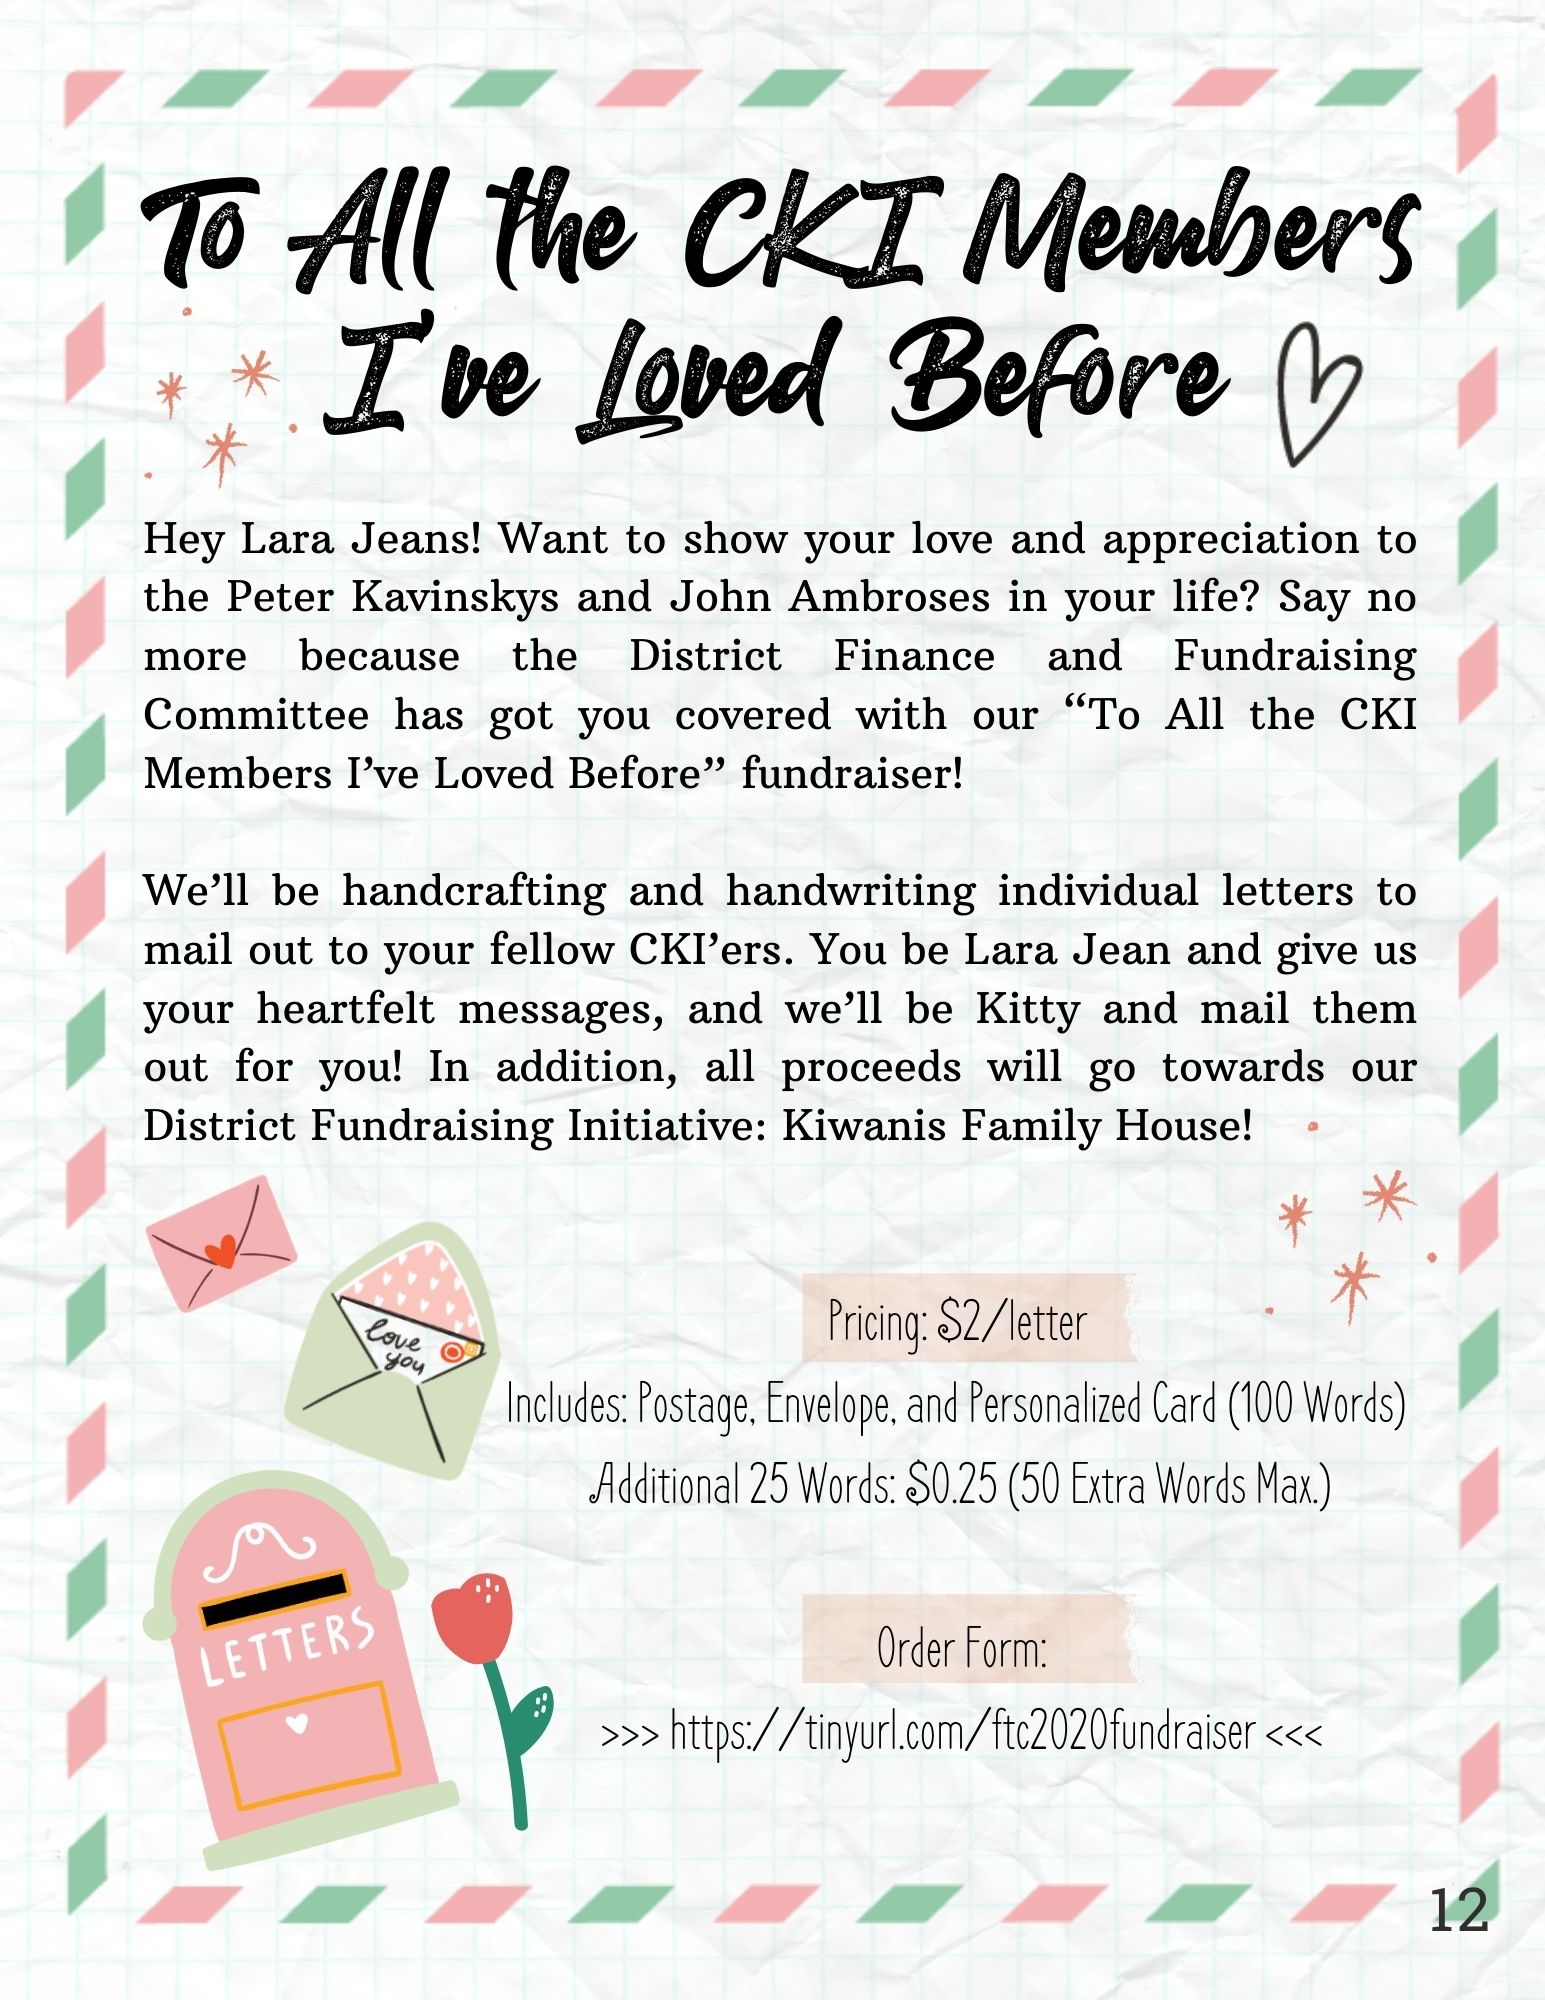 To All the CKI Members
I've Loved Before
Hey Lara Jeans! Want to show your love and appreciation to
the Peter Kavinskys and John Ambroses in your life? Say no
more because the District Finance and Fundraising
Committee has got you covered with our “To All the CKI
Members I’ve Loved Before” fundraiser!
We’ll be handcrafting and handwriting individual letters to
mail out to your fellow CKI’ers. You be Lara Jean and give us
your heartfelt messages, and we’ll be Kitty and mail them
out for you! In addition, all proceeds will go towards our
District Fundraising Initiative: Kiwanis Family House!
love
you
Pricing: $2/letter
Includes: Postage, Envelope, and Personalized Card (100 Words)
Additional 25 Words: $0.25 (50 Extra Words Max.)
LETTERS
Order Form:
>>> https://tinyurl.com/ftc2020fundraiser <<<
12